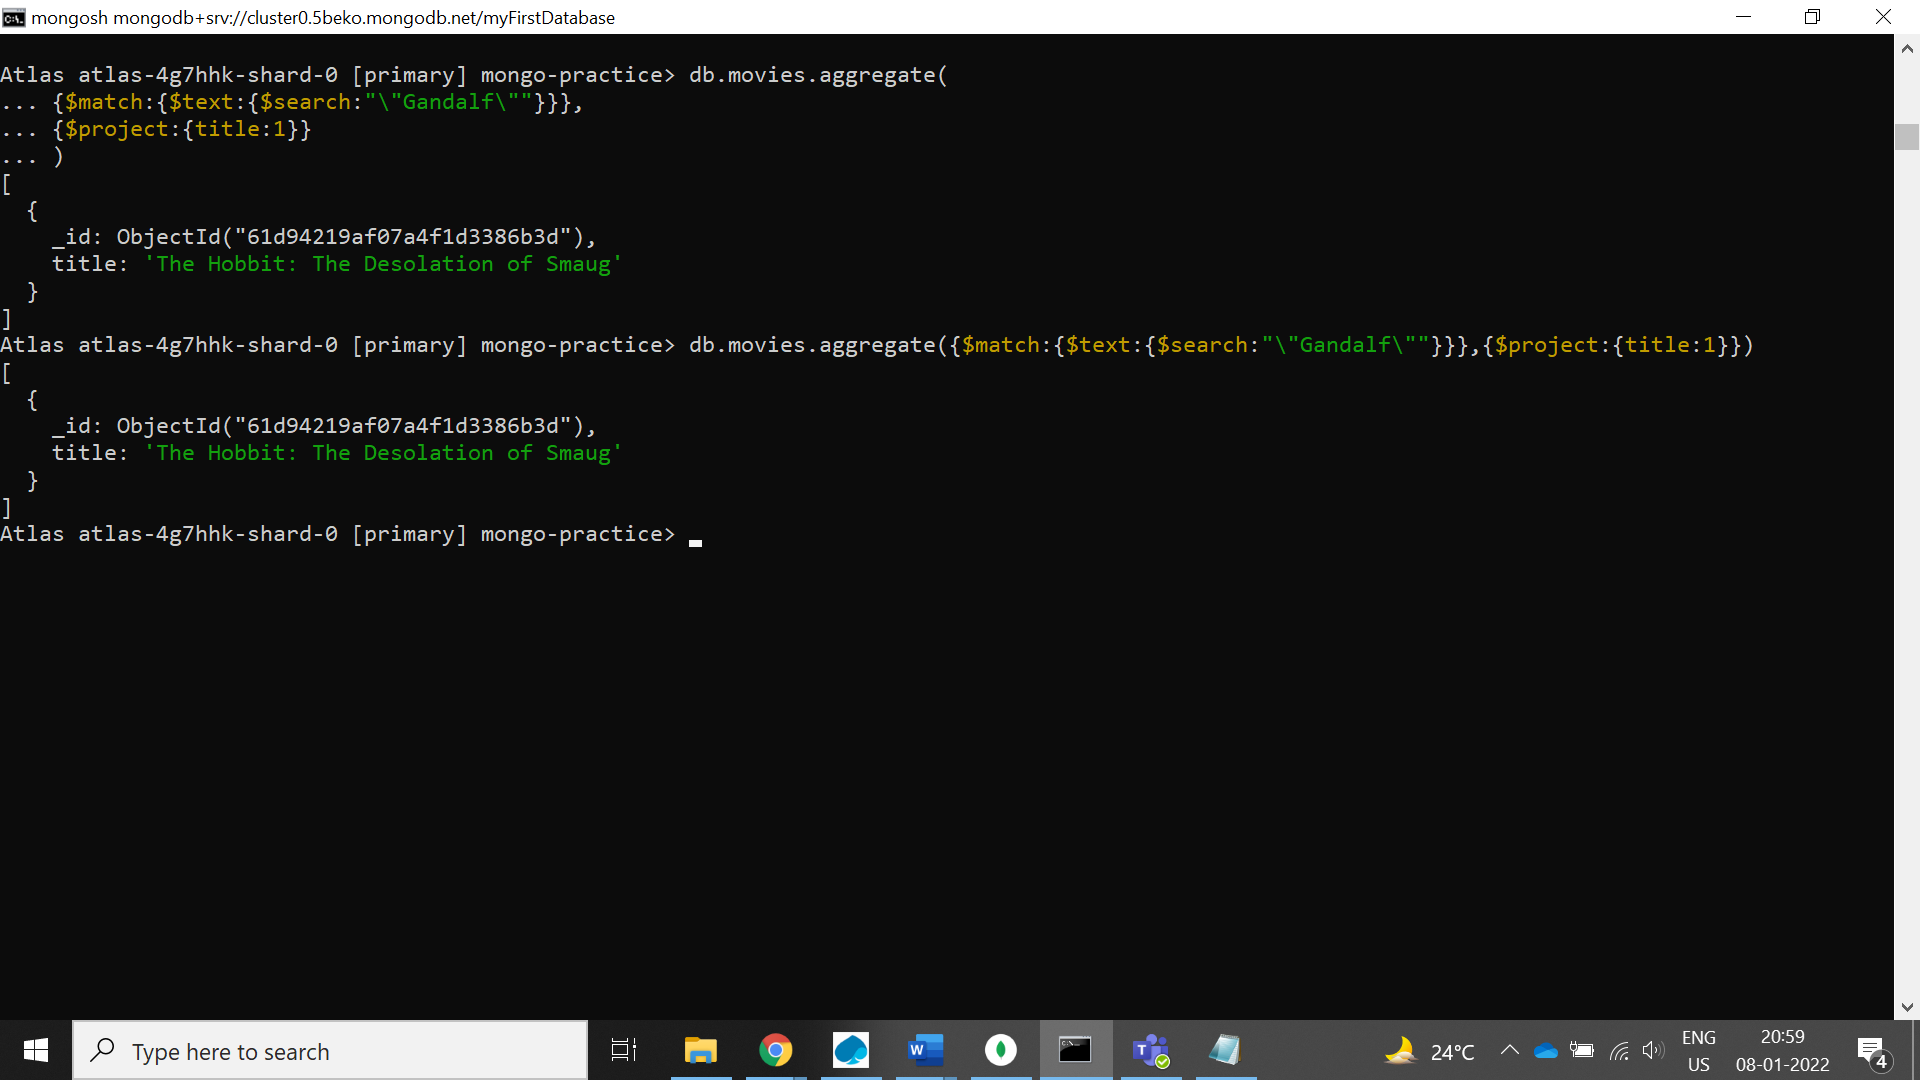 mongosh mongodb+srv://cluster0.5beko.mongodb.net/myFirstDatabase
Atlas atlas-4g7hhk-shard-0 [primary] mongo-practice> db.movies.aggregate(
... {$match:{$text:{$search:"\"Gandalf\""}}},
... {$project:{title:1}}
... )
[
  {
    _id: ObjectId("61d94219af07a4f1d3386b3d"),
    title: 'The Hobbit: The Desolation of Smaug'
  }
]
Atlas atlas-4g7hhk-shard-0 [primary] mongo-practice> db.movies.aggregate({$match:{$text:{$search:"\"Gandalf\""}}},{$project:{title:1}})
[
  {
    _id: ObjectId("61d94219af07a4f1d3386b3d"),
    title: 'The Hobbit: The Desolation of Smaug'
  }
]
Atlas atlas-4g7hhk-shard-0 [primary] mongo-practice>
Type here to search
24°C
ENG
US
20:59
08-01-2022
4